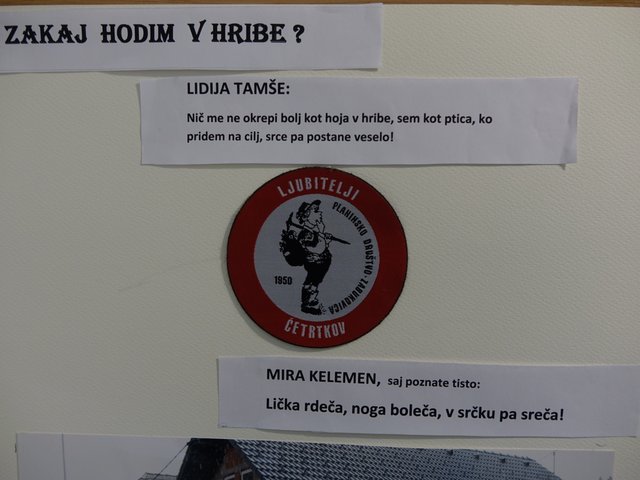 ZAKAJ HODIM V HRIBE?
LIDIJA TAMŠE:
Nič me ne okrepi bolj kot hoja v hribe, sem kot ptica, ko
pridem na cilj, srce pa postane veselo!
LJUBITELJI
PLANINSKO DRUŠTVO·ZABUKOVICA
1950
ČETRTKOV
MIRA KELEMEN, saj poznate tisto:
Lička rdeča, noga boleča, v srčku pa sreča!